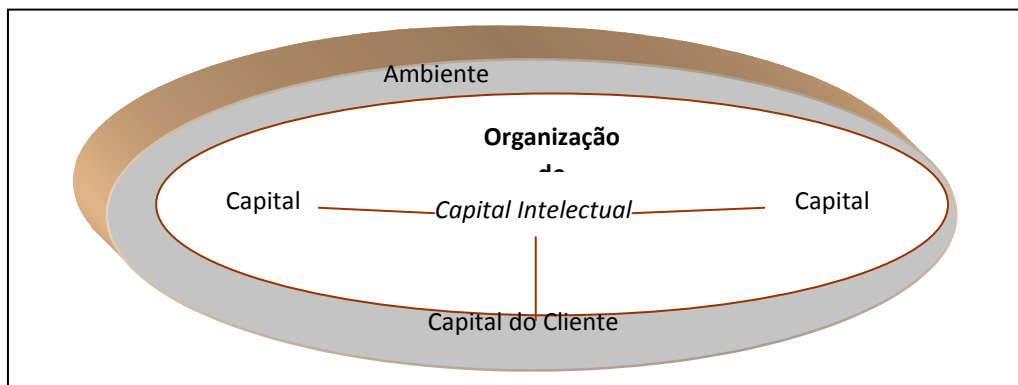 Ambiente
Organização
Capital
Capital Intelectual
Capital
Capital do Cliente